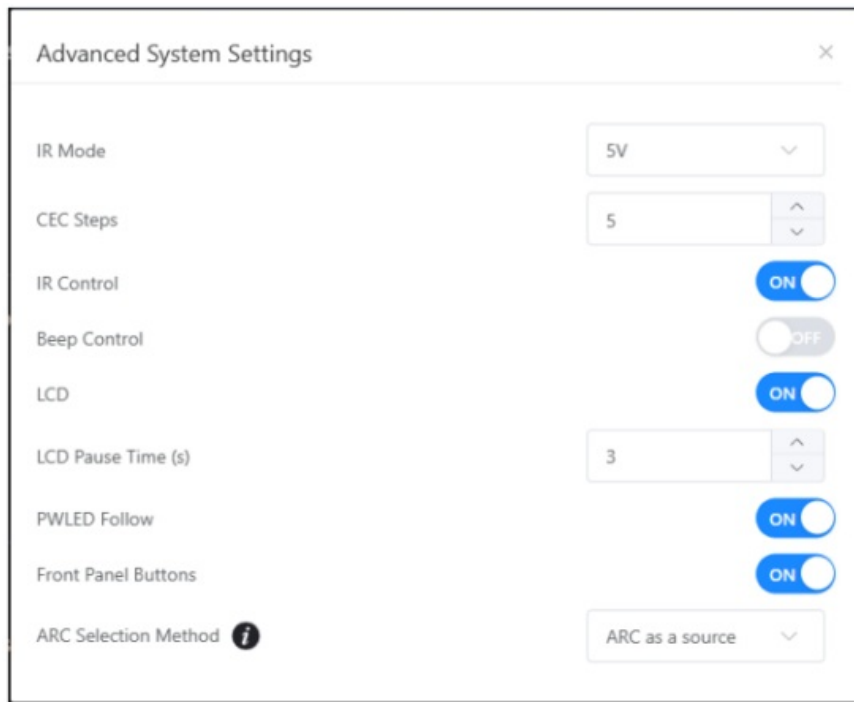 Advanced System Settings
IR Mode 5V
CEC Steps 5
IR Control ON
Beep Control OFF
LCD ON
LCD Pause Time (s) 3
PWLED Follow ON
Front Panel Buttons ON
ARC Selection Method i ARC as a source